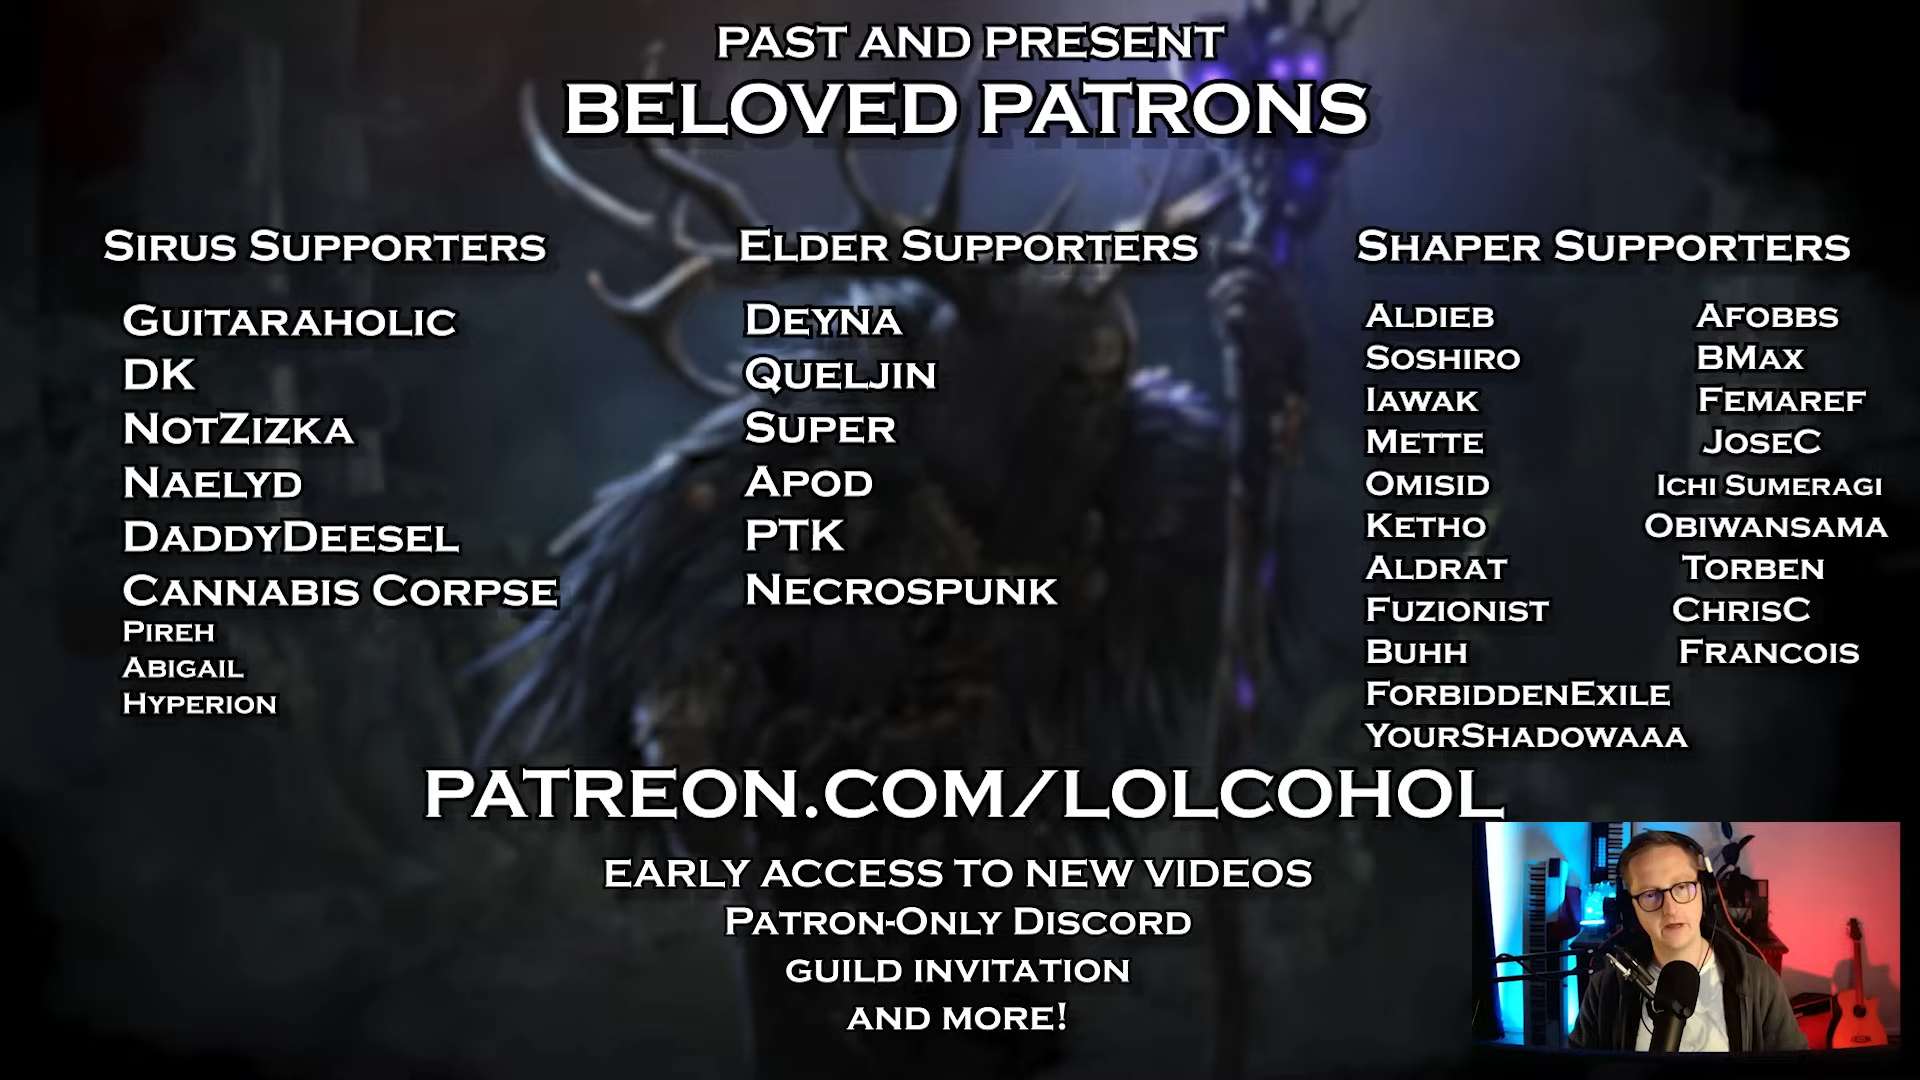 PAST AND PRESENT
BELOVED PATRONS
SIRUS SUPPORTERS
GUITARAHOLIC
DK
NOTZIZKA
NAELYD
DADDYDEESEL
CANNABIS CORPSE
PIREH
ABIGAIL
HYPERION
ELDER SUPPORTERS
DEYNA
QUELJIN
SUPER
APOD
PTK
NECROSPUNK
SHAPER SUPPORTERS
ALDIEB
SOSHIRO
IAWAK
METTE
OMISID
KETHO
ALDRAT
FUZIONIST
BUHH
FORBIDDENEXILE
YOURSHADOWAAA
AFOBBS
BMAX
FEMAREF
JOSEC
ICHI SUMERAGI
OBIWANSAMA
TORBEN
CHRISC
FRANCOIS
PATREON.COM/LOLCOHOL
EARLY ACCESS TO NEW VIDEOS
PATRON-ONLY DISCORD
GUILD INVITATION
AND MORE!